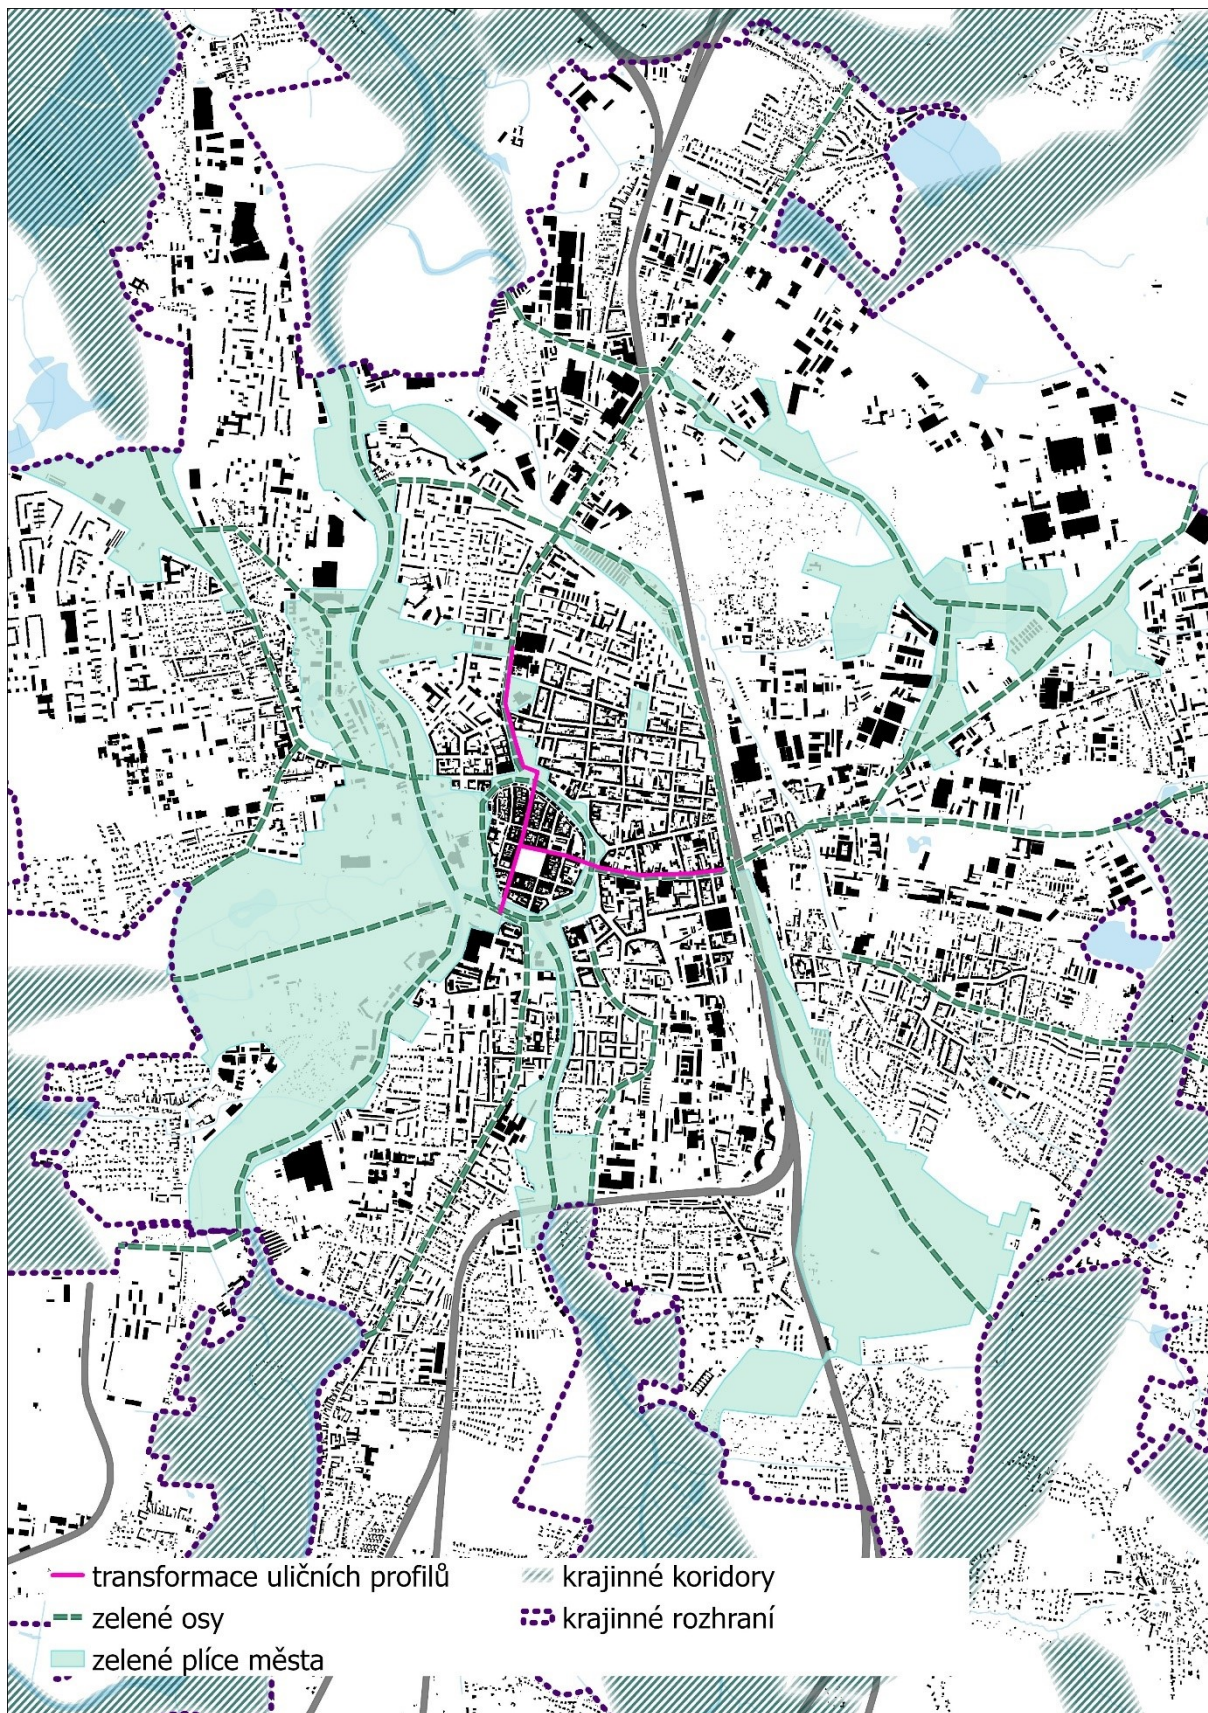 transformace uličních profilů
zelené osy
zelené plíce města
krajinné koridory
krajinné rozhraní